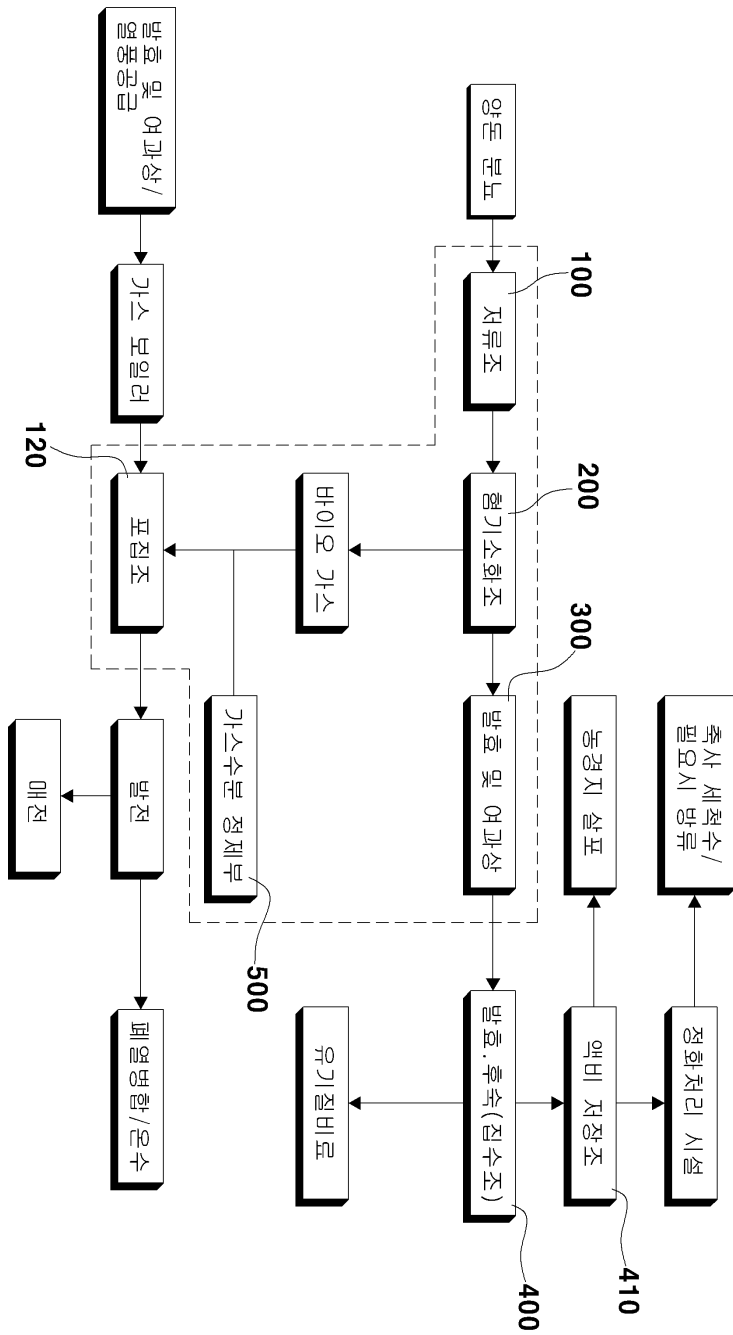 축사 세척수/
필요시 방류
정화처리 시설
농경지 살포
액비 저장조
410
100
200
300
양돈 분뇨
저류조
혐기소화조
발효 및 여과상
발효.후숙(집수조)
400
바이오 가스
유기질비료
가스수분 정제부
500
발효 및 여과상/
열풍공급
가스 보일러
포집조
발전
폐열병합/온수
120
매전